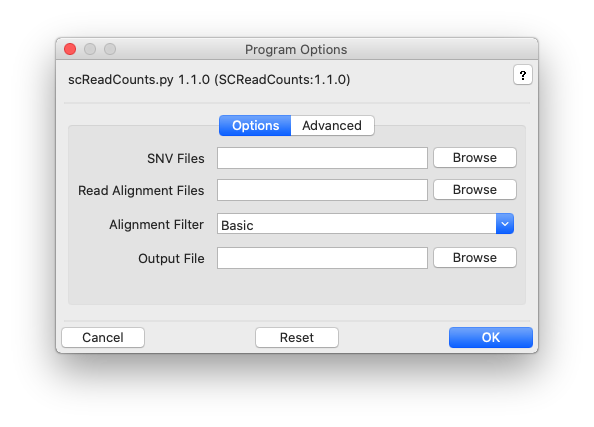 Program Options
scReadCounts.py 1.1.0 (SCReadCounts:1.1.0)
?
Options Advanced
SNV Files Browse
Read Alignment Files Browse
Alignment Filter Basic
Output File Browse
Cancel Reset OK